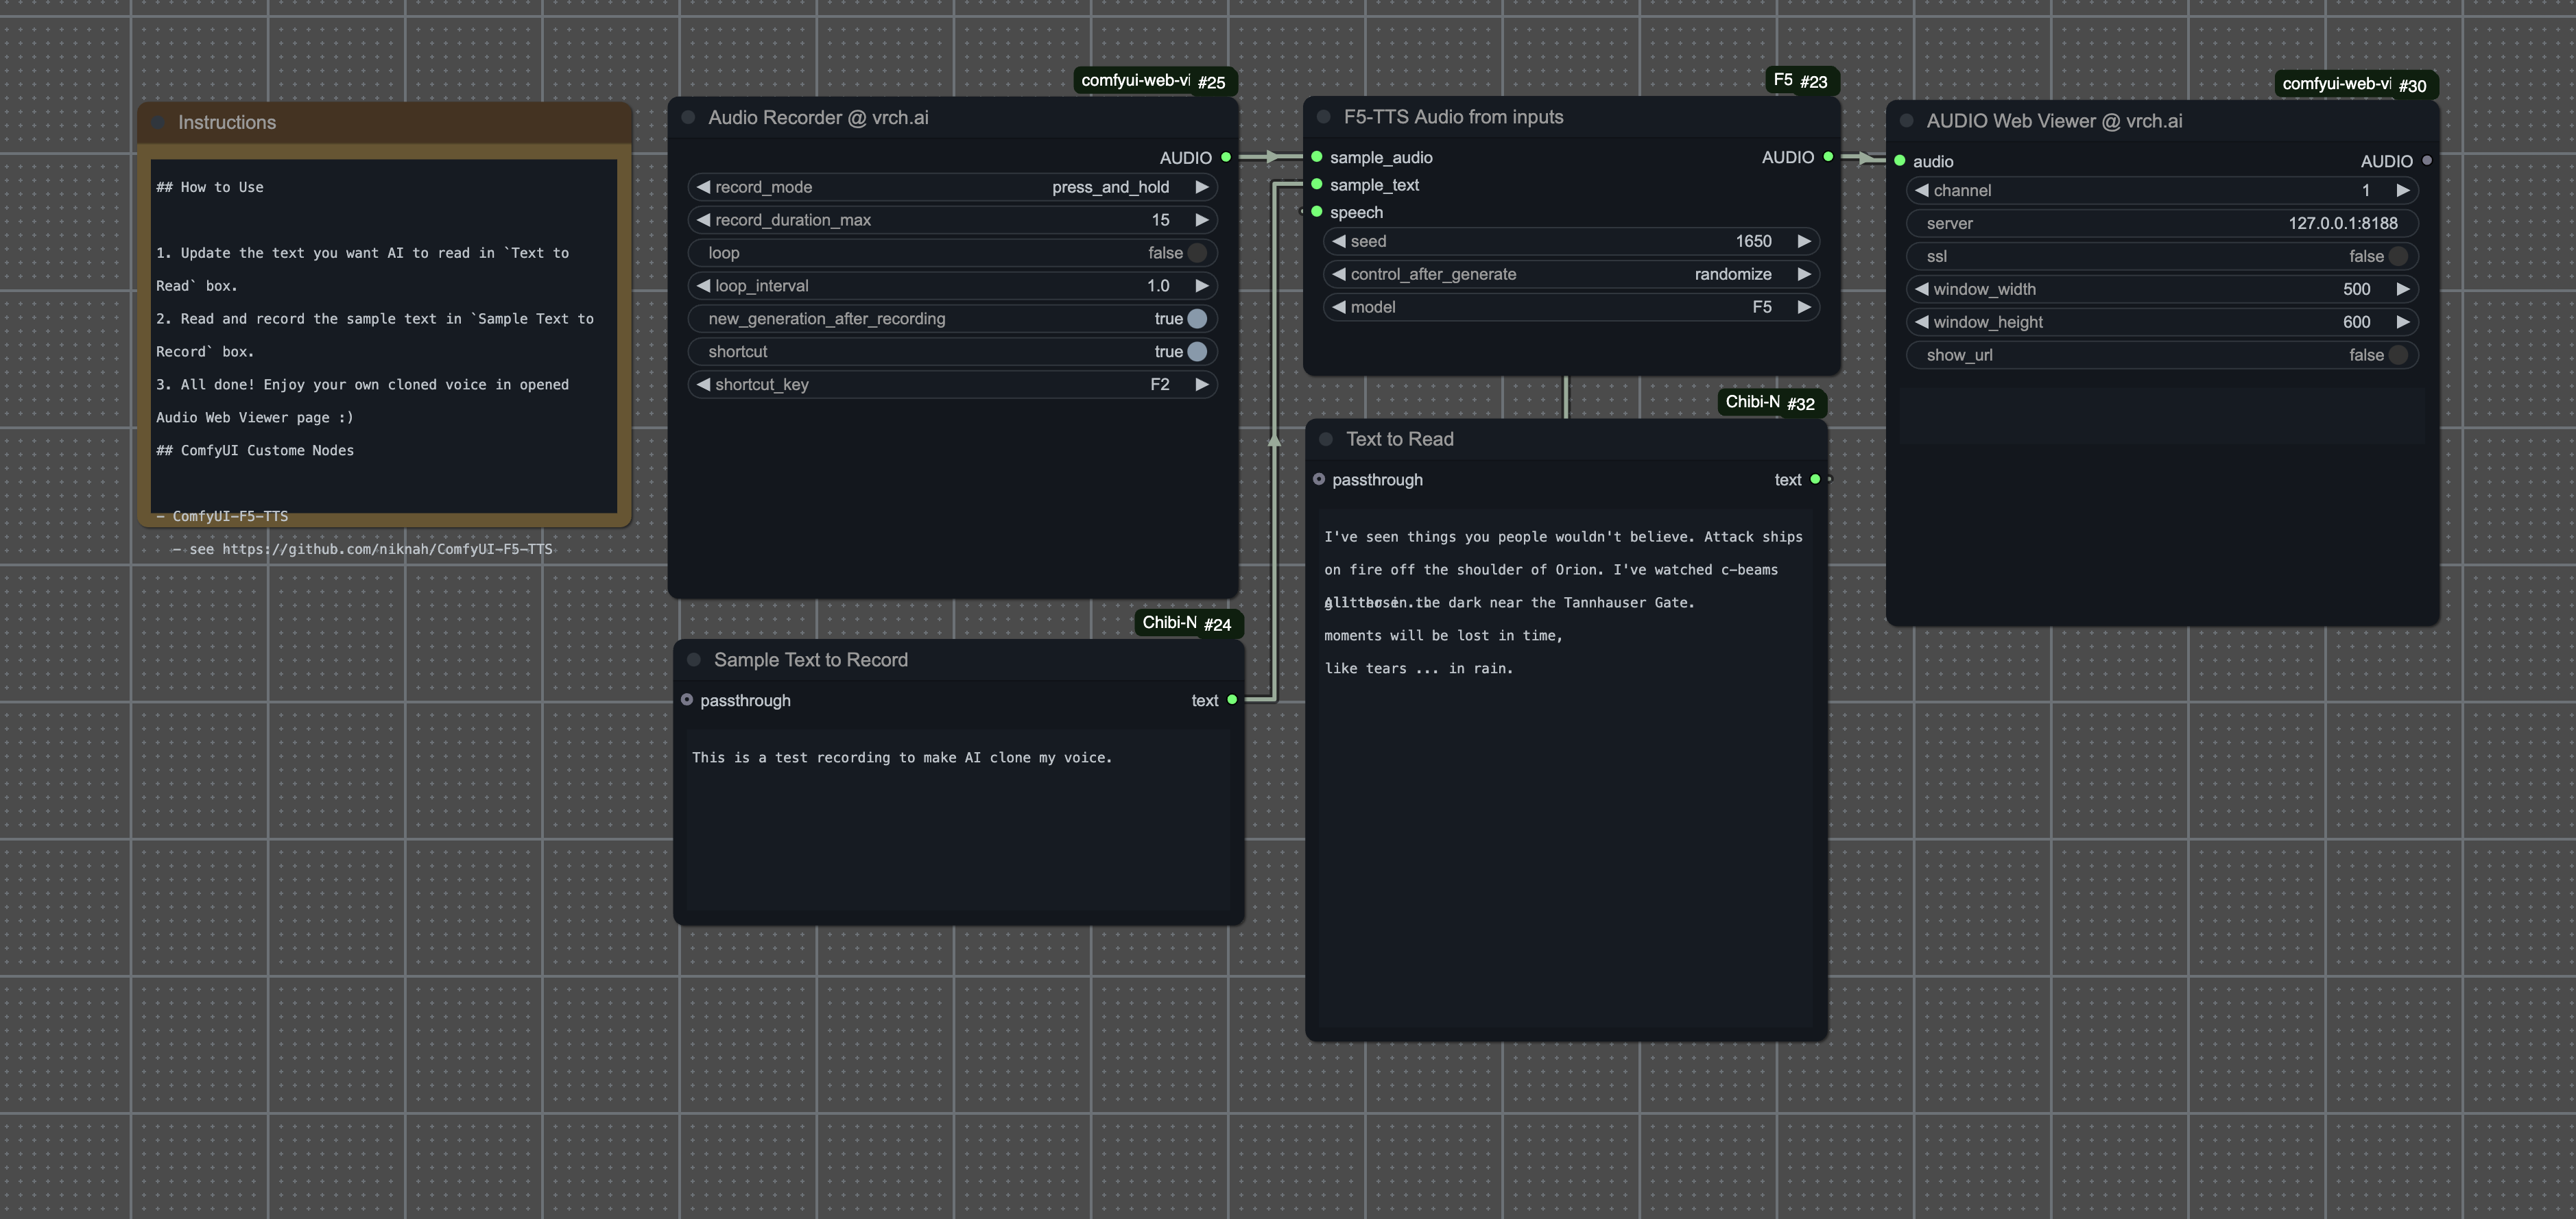 Instructions
## How to Use
1. Update the text you want AI to read in `Text to
Read` box.
2. Read and record the sample text in `Sample Text to
Record` box.
3. All done! Enjoy your own cloned voice in opened
Audio Web Viewer page :)
## ComfyUI Custome Nodes
- ComfyUI-F5-TTS
- see https://github.com/niknah/ComfyUI-F5-TTS
comfyui-web-vi #25
Audio Recorder @ vrch.ai
AUDIO
record_mode press_and_hold
record_duration_max 15
loop false
loop_interval 1.0
new_generation_after_recording true
shortcut true
shortcut_key F2
Chibi-N #24
Sample Text to Record
passthrough text
This is a test recording to make AI clone my voice.
F5 #23
F5-TTS Audio from inputs
sample_audio AUDIO
sample_text
speech
seed 1650
control_after_generate randomize
model F5
Chibi-N #32
Text to Read
passthrough text
I've seen things you people wouldn't believe. Attack ships
on fire off the shoulder of Orion. I've watched c-beams
the dark near the Tannhauser Gate.
moments will be lost in time,
like tears ... in rain.
comfyui-web-vi #30
AUDIO Web Viewer @ vrch.ai
audio AUDIO
channel 1
server 127.0.0.1:8188
ssl false
window_width 500
window_height 600
show_url false